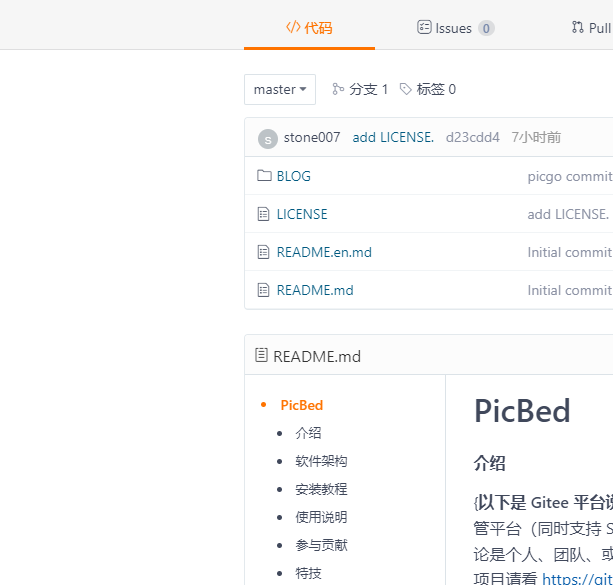 代码 Issues 0 Pull
master 分支 1 标签 0
stone007 add LICENSE. d23cdd4 7小时前
BLOG picgo commit
LICENSE add LICENSE.
README.en.md Initial commit
README.md Initial commit
README.md
PicBed
介绍
软件架构
安装教程
使用说明
参与贡献
特技
PicBed
介绍
{以下是 Gitee 平台说
管平台（同时支持 S
论是个人、团队、或
项目请看 https://git